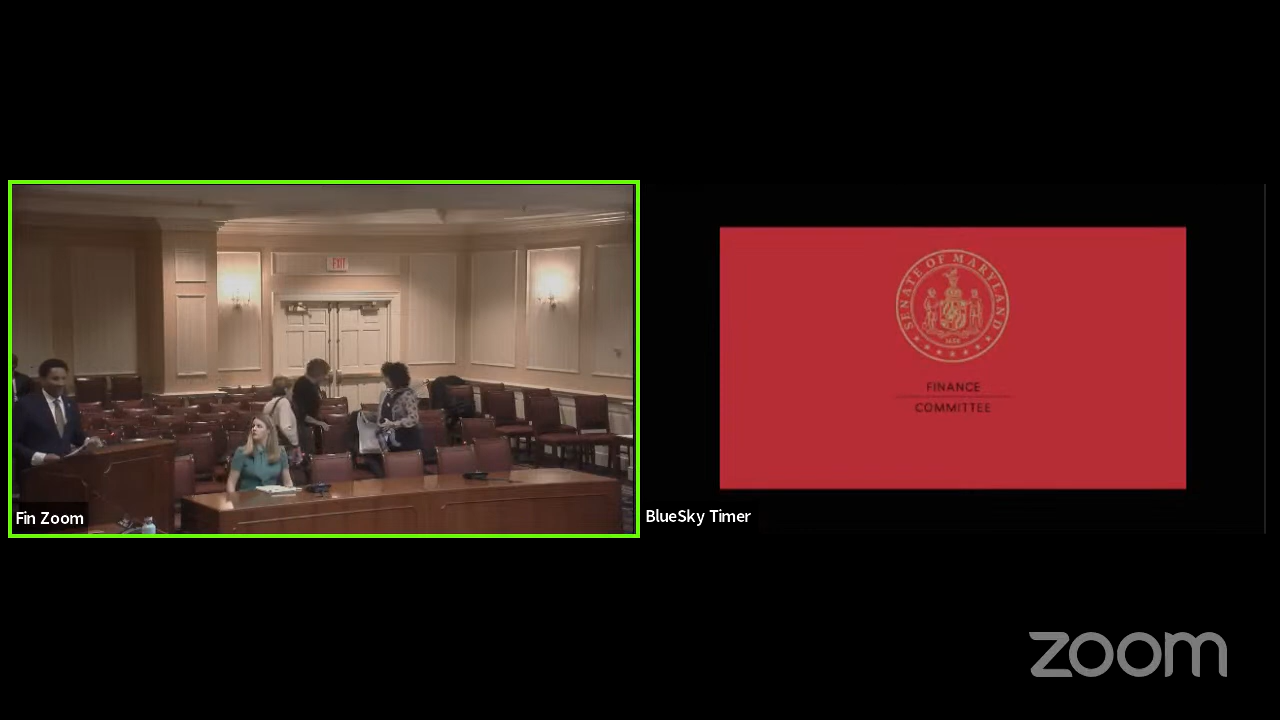 EXIT
Fin Zoom
SENATE OF MARYLAND
FINANCE
COMMITTEE
BlueSky Timer
zoom